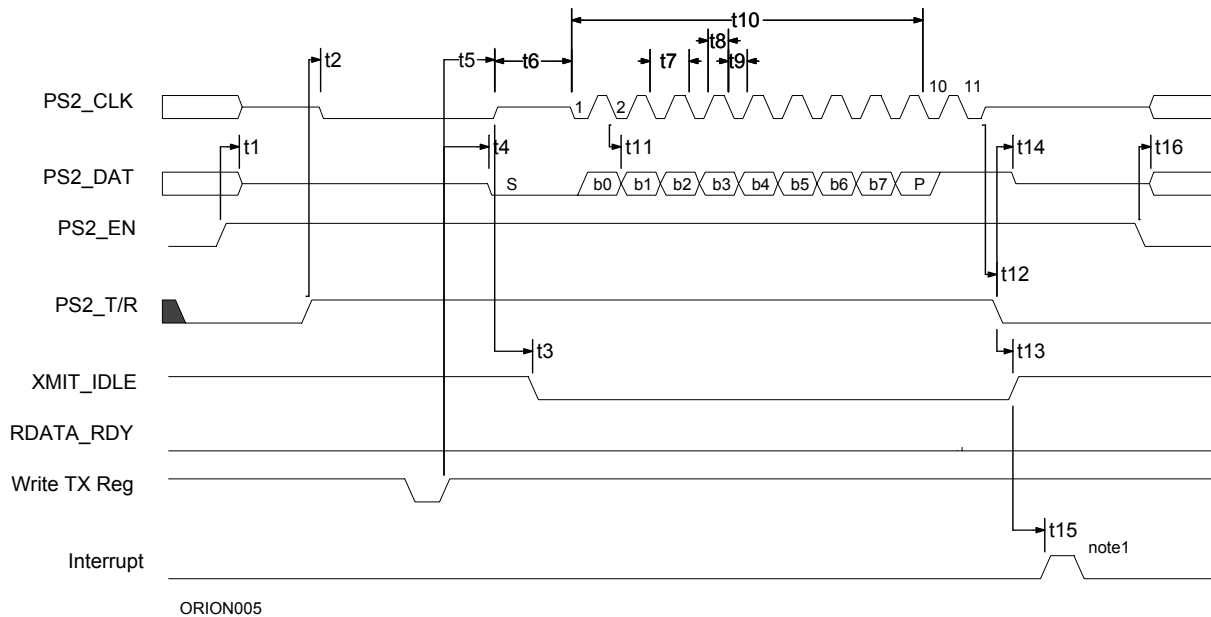 t10
t8
t2 t5 t6 t7 t9
PS2_CLK 1 2 10 11
t1 t4 t11 t14 t16
PS2_DAT S b0 b1 b2 b3 b4 b5 b6 b7 P
PS2_EN
t12
PS2_T/R
t3 t13
XMIT_IDLE
RDATA_RDY
Write TX Reg
t15
Interrupt note1
ORION005